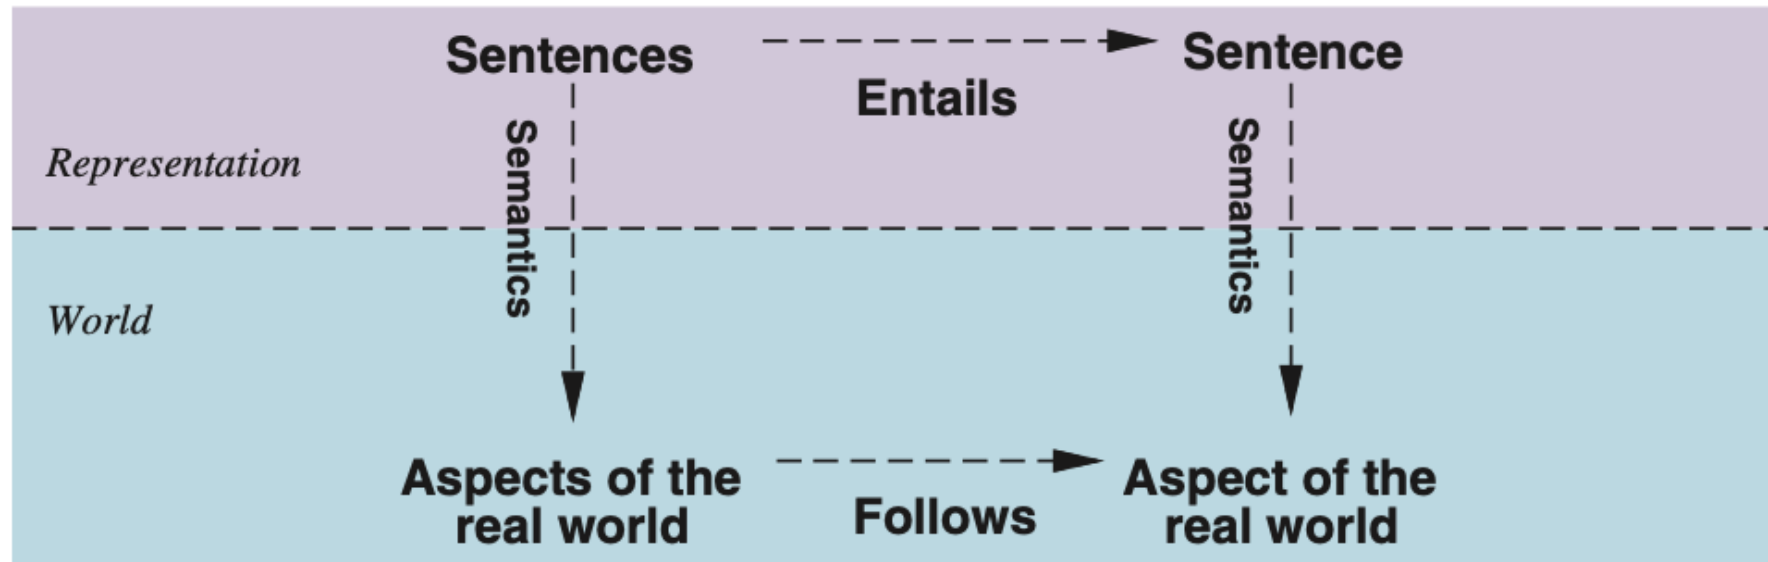 Sentences
Sentence
Entails
Semantics
Semantics
Representation
World
Aspects of the
real world
Follows
Aspect of the
real world